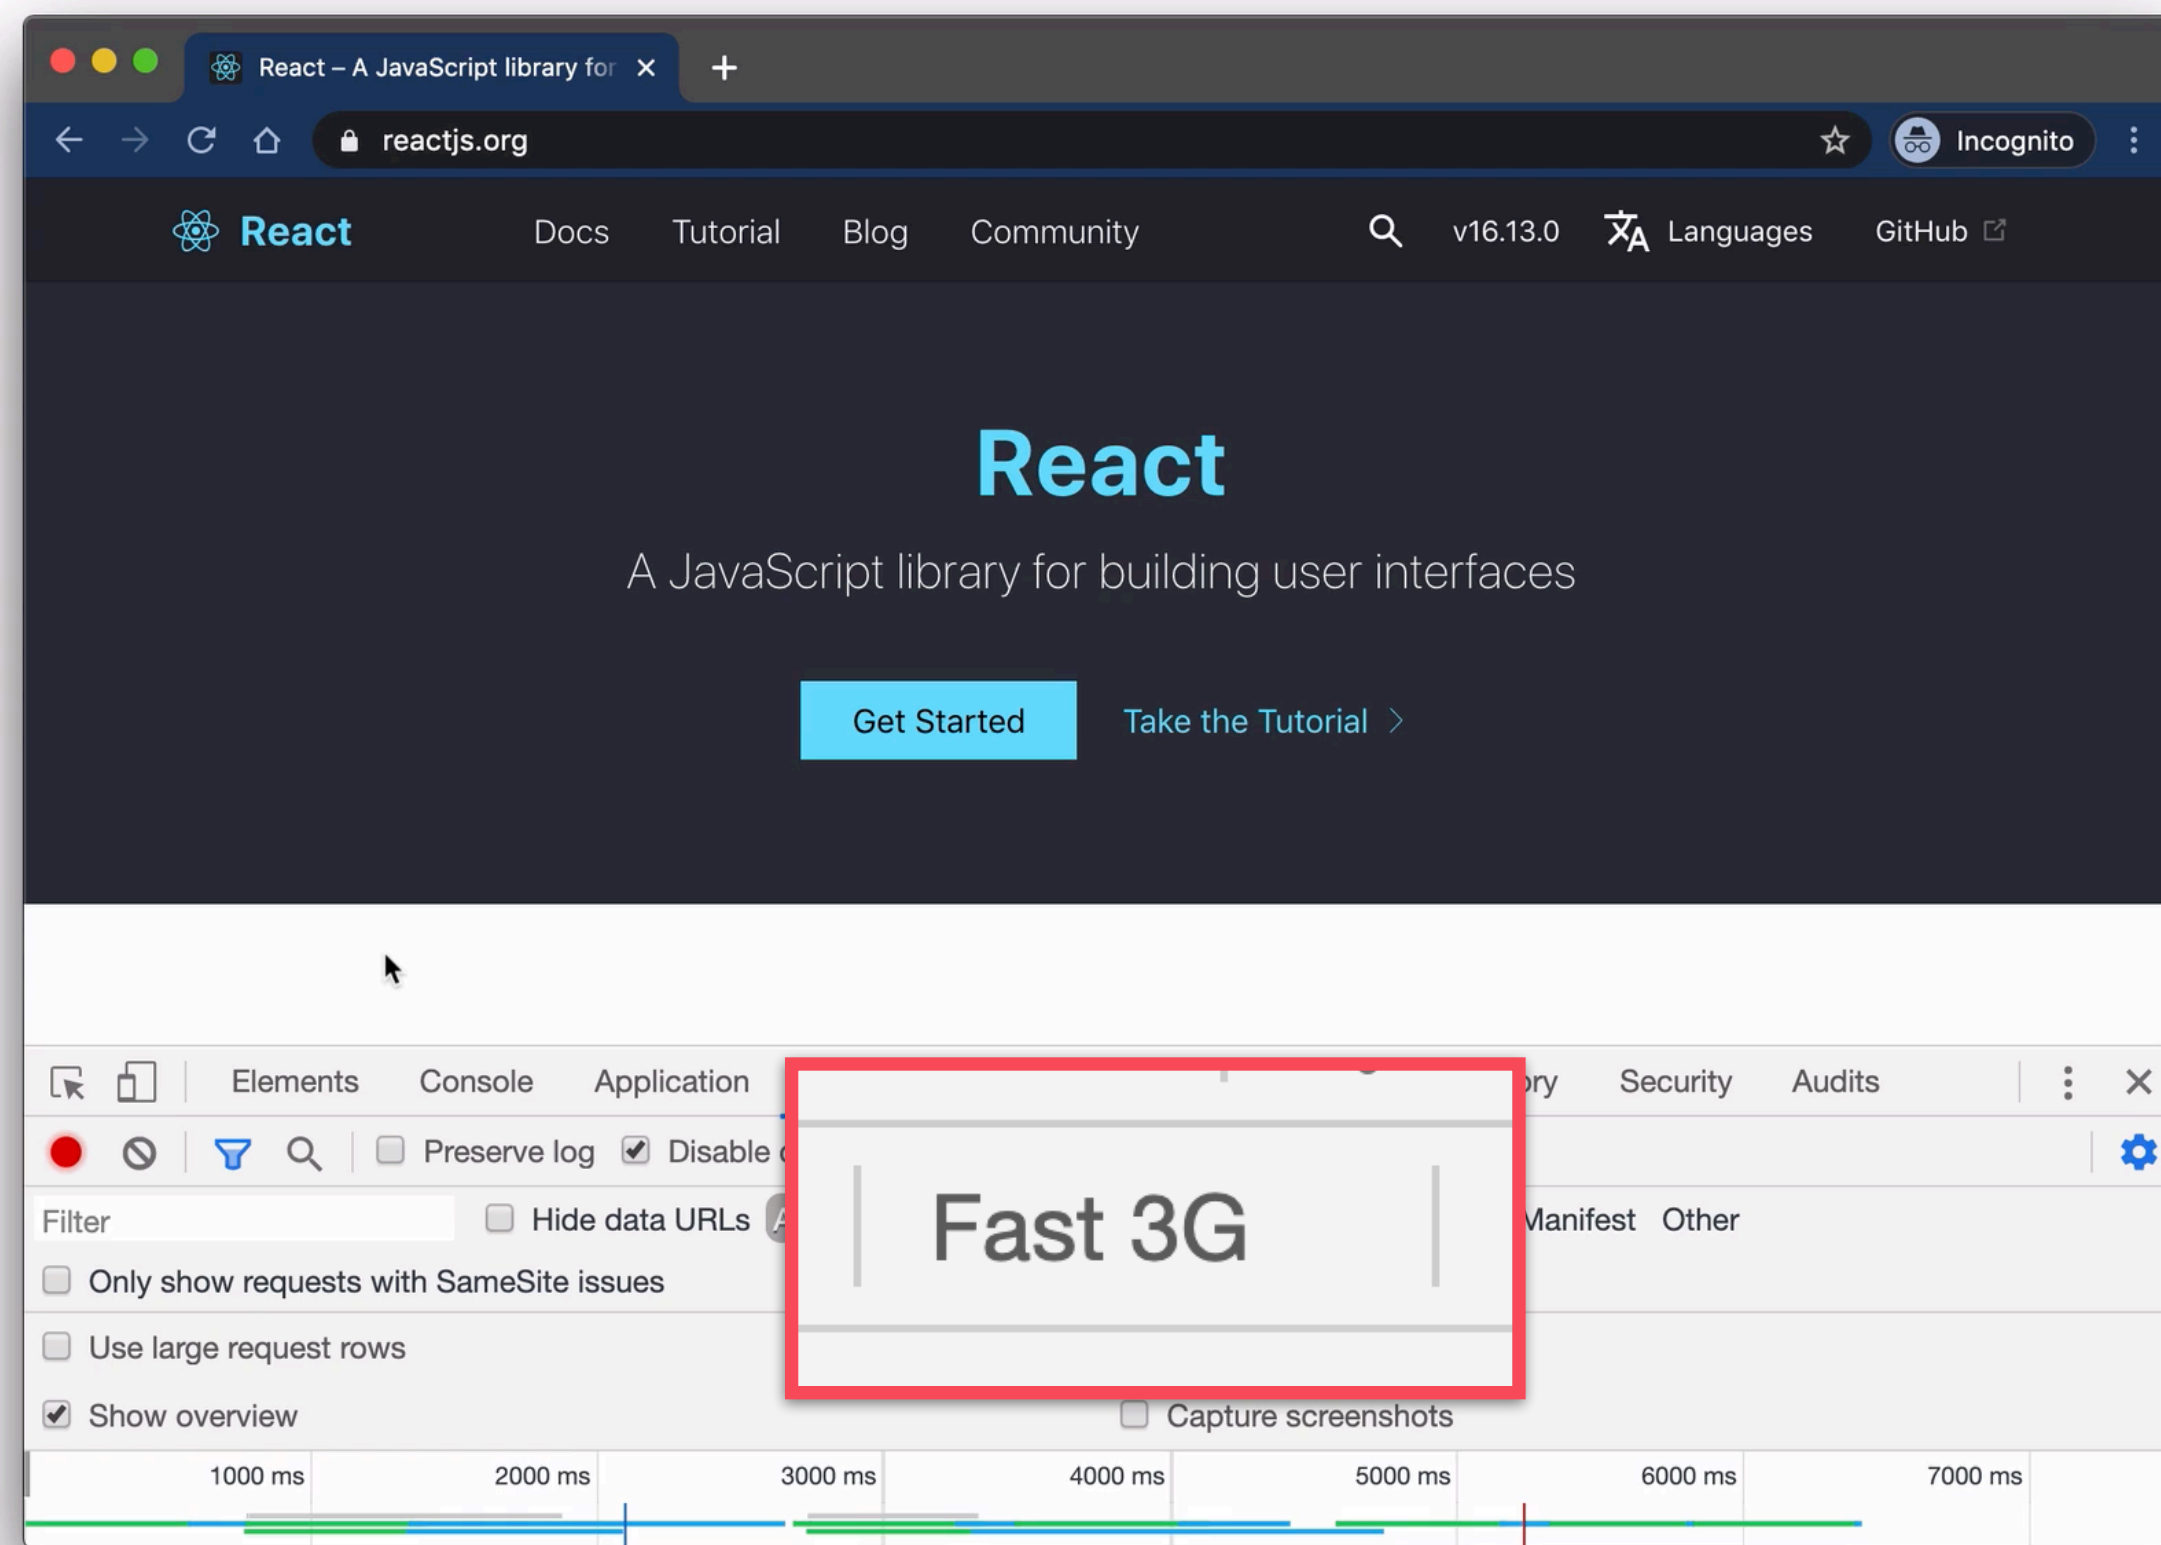 React – A JavaScript library for
reactjs.org
Incognito
React Docs Tutorial Blog Community v16.13.0 Languages GitHub
React
A JavaScript library for building user interfaces
Get Started Take the Tutorial
Elements Console Application Security Audits
Preserve log Disable
Fast 3G
Filter Hide data URLs Manifest Other
Only show requests with SameSite issues
Use large request rows
Show overview Capture screenshots
1000 ms 2000 ms 3000 ms 4000 ms 5000 ms 6000 ms 7000 ms